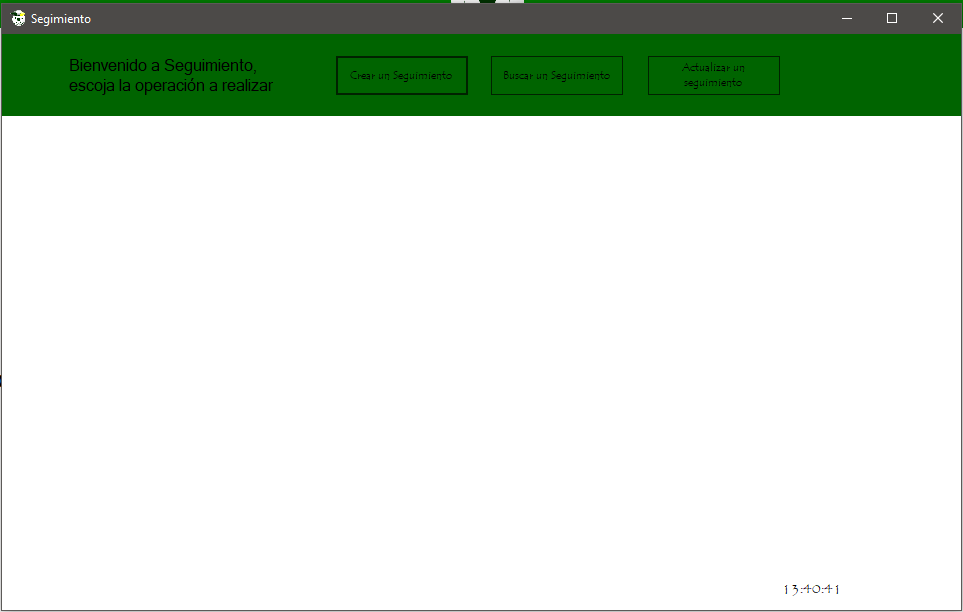 Segimiento
Bienvenido a Seguimiento,
escoja la operación a realizar
Crear un Seguimiento
Buscar un Seguimiento
Actualizar un
seguimiento
13:40:41